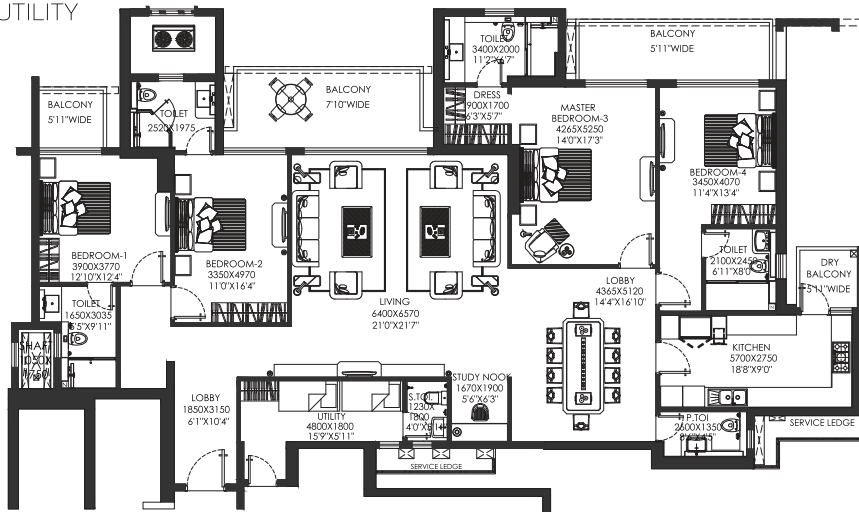 UTILITY
TOILET
3400X2000
11'2"X6'7"
BALCONY
5'11"WIDE
BALCONY
5'11"WIDE
TOILET
2520X1975
BALCONY
7'10"WIDE
DRESS
1900X1700
6'3"X5'7"
MASTER
BEDROOM-3
4265X5250
14'0"X17'3"
BEDROOM-4
3450X4070
11'4"X13'4"
BEDROOM-1
3900X3770
12'10"X12'4"
BEDROOM-2
3350X4970
11'0"X16'4"
TOILET
2100X2450
6'11"X8'0"
DRY
BALCONY
5'11"WIDE
LOBBY
4365X5120
14'4"X16'10"
TOILET
1650X3035
5'5"X9'11"
LIVING
6400X6570
21'0"X21'7"
SHAFT
1050X
1750
KITCHEN
5700X2750
18'8"X9'0"
LOBBY
1850X3150
6'1"X10'4"
STUDY NOOK
1670X1900
5'6"X6'3"
S.TOI.
1230X
1800
UTILITY
4800X1800
15'9"X5'11"
P.TOI
2600X1350
SERVICE LEDGE
SERVICE LEDGE